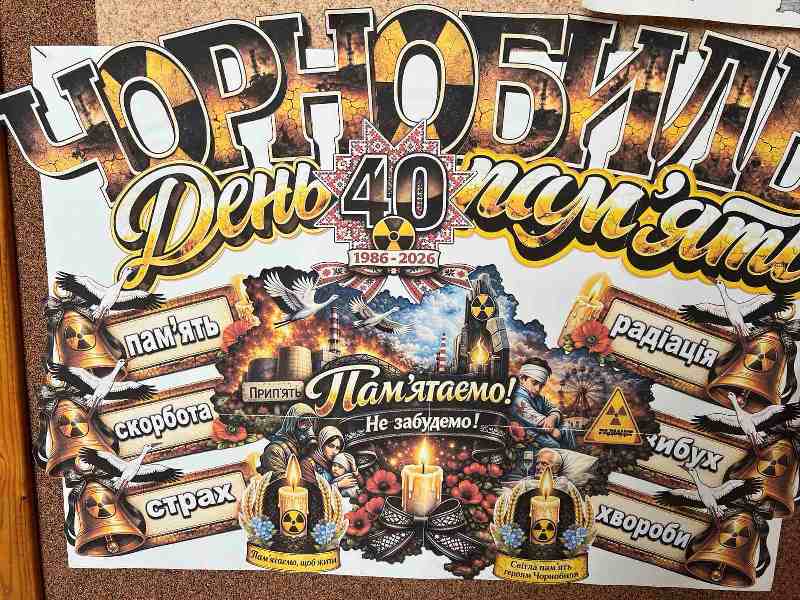 ЧОРНОБИЛЬ
День 40 пам'яті
1986 - 2026
пам'ять
радіація
Прип'ять
Пам'ятаємо!
Не забудемо!
скорбота
РАДІАЦІЯ
вибух
страх
хвороби
Пам'ятаємо, щоб жити
Світла пам'ять
героям Чорнобиля